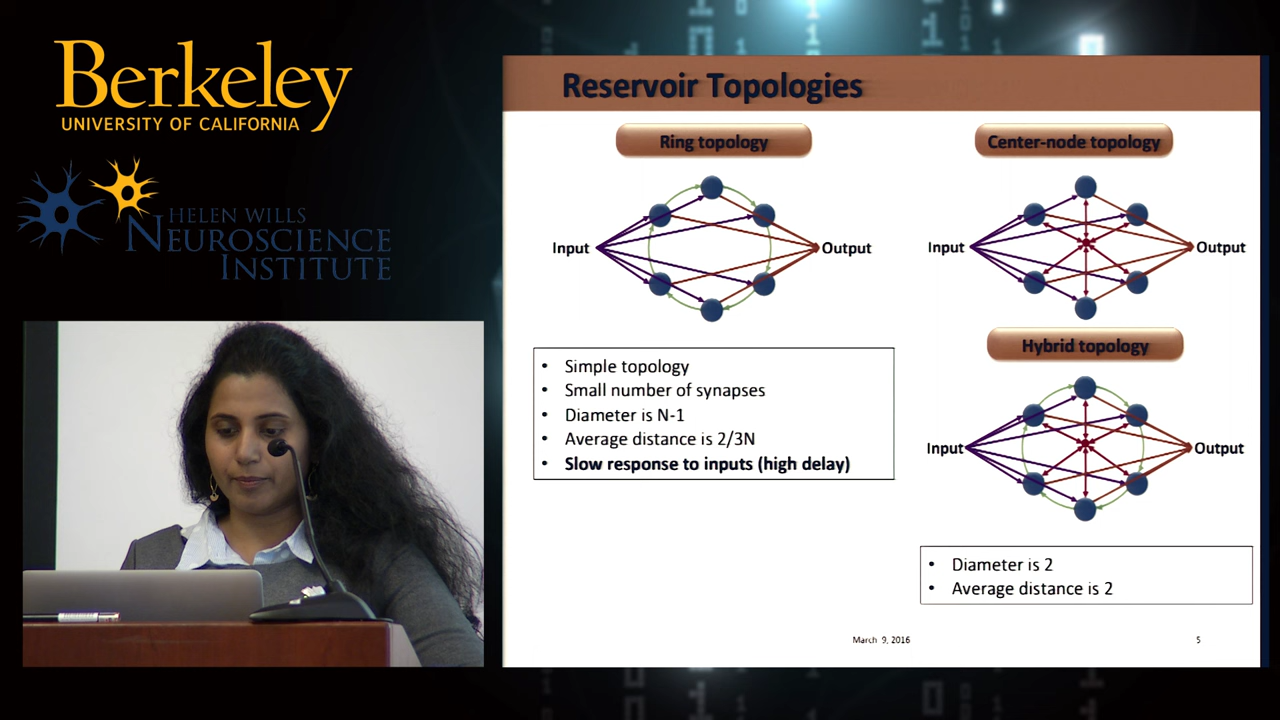 Berkeley
UNIVERSITY OF CALIFORNIA
HELEN WILLS
NEUROSCIENCE
INSTITUTE
Reservoir Topologies
Ring topology
Input
Output
• Simple topology
• Small number of synapses
• Diameter is N-1
• Average distance is 2/3N
• Slow response to inputs (high delay)
Center-node topology
Input
Output
Hybrid topology
Input
Output
• Diameter is 2
• Average distance is 2
March 9, 2016
5